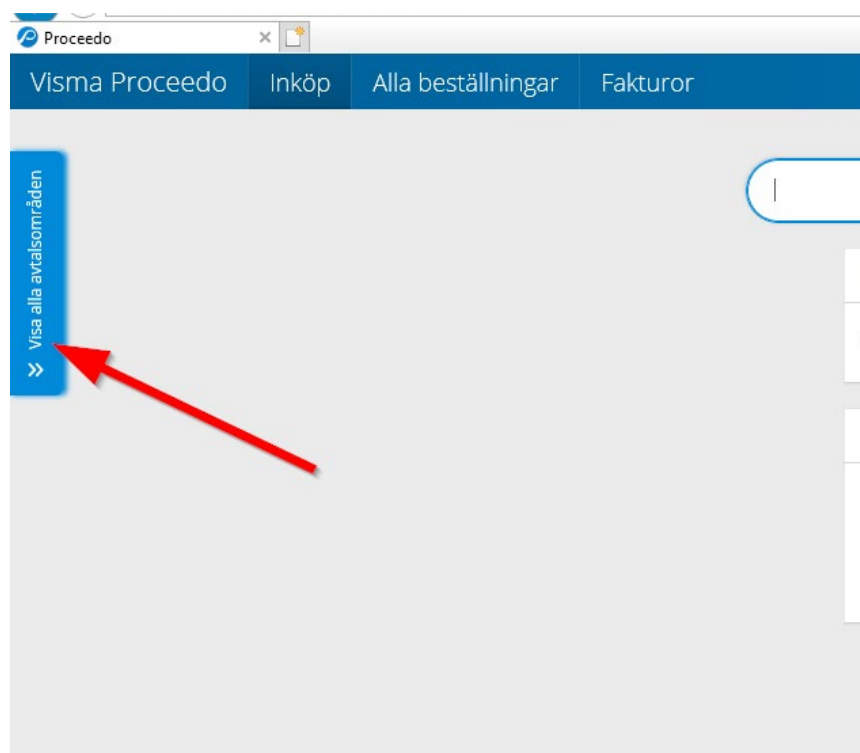 Proceedo
Visma Proceedo Inköp Alla beställningar Fakturor
Visa alla avtalsområden